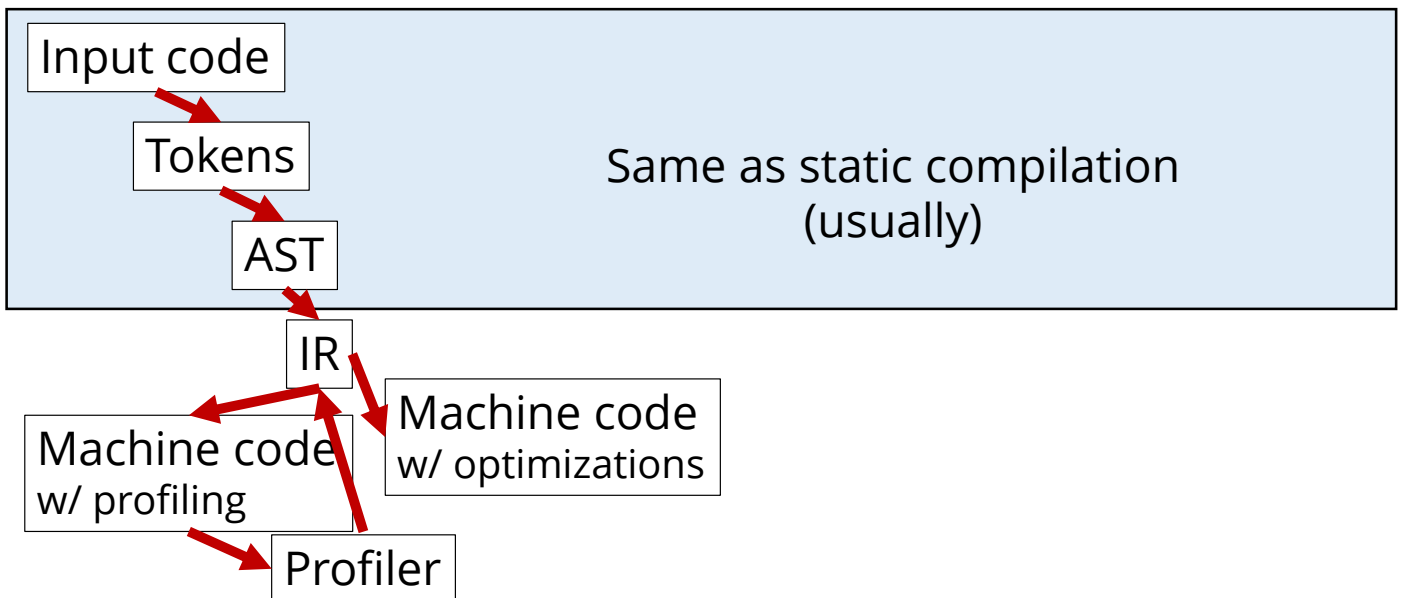 Input code
Tokens
Same as static compilation
(usually)
AST
IR
Machine code
w/ optimizations
Machine code
w/ profiling
Profiler